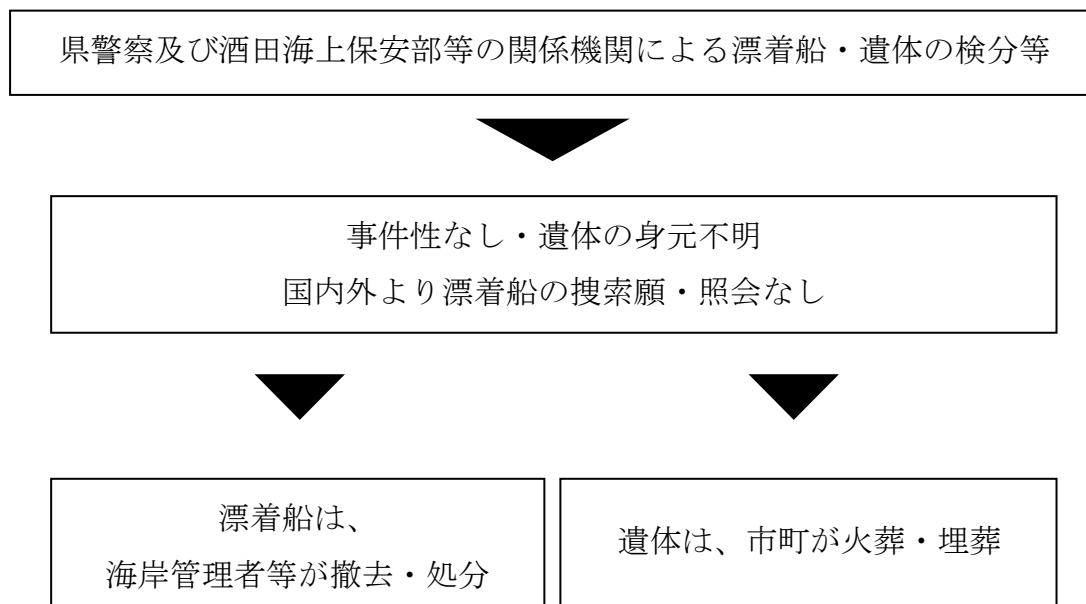 県警察及び酒田海上保安部等の関係機関による漂着船・遺体の検分等
事件性なし・遺体の身元不明
国内外より漂着船の捜索願・照会なし
漂着船は、
海岸管理者等が撤去・処分
遺体は、市町が火葬・埋葬